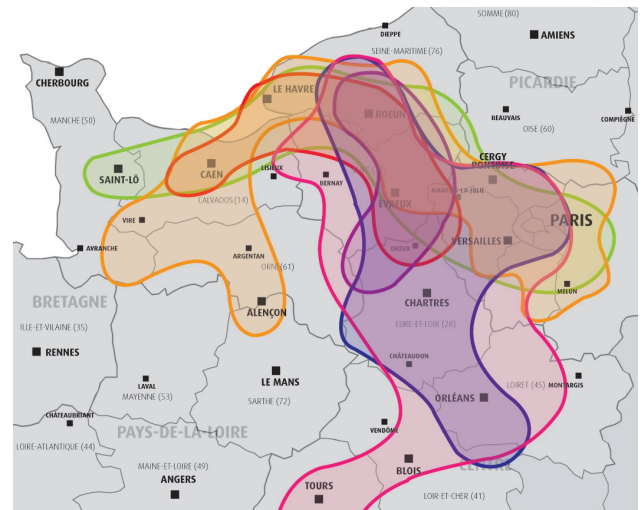 SOMME (80)
DIEPPE
AMIENS
SEINE-MARITIME (76)
CHERBOURG
PICARDIE
LE HAVRE
MANCHE (50)
ROUEN
BEAUVAIS
COMPIÈGNE
OISE (60)
CERGY
PONTOISE
CAEN
LISIEUX
SAINT-LÔ
BERNAY
MANTES-LA-JOLIE
ÉVREUX
CALVADOS (14)
VIRE
PARIS
VERSAILLES
AVRANCHE
ARGENTAN
DREUX
ORNE (61)
MELUN
BRETAGNE
ALENÇON
CHARTRES
ILLE-ET-VILAINE (35)
EURE-ET-LOIR (28)
RENNES
CHÂTEAUDUN
LAVAL
LE MANS
LOIRET (45)
MONTARGIS
MAYENNE (53)
SARTHE (72)
ORLÉANS
CHÂTEAUBRIANT
VENDÔME
PAYS-DE-LA-LOIRE
LOIRE-ATLANTIQUE (44)
BLOIS
CENTRE
MAINE-ET-LOIRE (49)
ANGERS
TOURS
LOIR-ET-CHER (41)